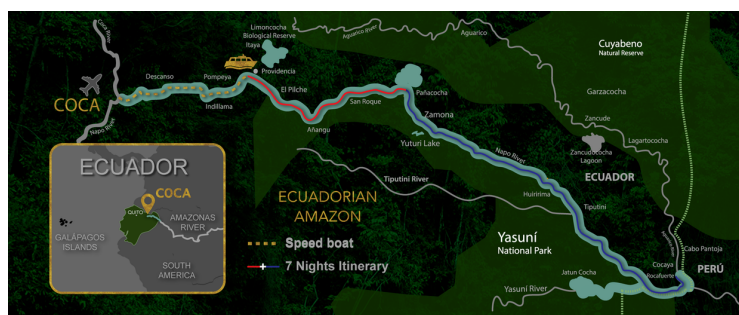 Coca River
Aguarico River
Aguarico
Cuyabeno
Natural Reserve
Limoncocha
Biological Reserve
Itaya
Providencia
Descanso
Pompeya
COCA
Indillama
El Pilche
San Roque
Pañacocha
Garzacocha
Napo River
Añangu
Zamona
Zancude
Yuturi Lake
Lagartococha
Zancudococha
Lagoon
ECUADOR
COCA
QUITO
GALÁPAGOS
ISLANDS
AMAZONAS
RIVER
SOUTH
AMERICA
ECUADORIAN
AMAZON
Speed boat
7 Nights Itinerary
Tiputini River
Napo River
ECUADOR
Huiririma
Tiputini
Yasuní
National Park
Aguarico River
Cabo Pantoja
Cocaya
Rocafuerte
PERÚ
Jatun Cocha
Yasuní River